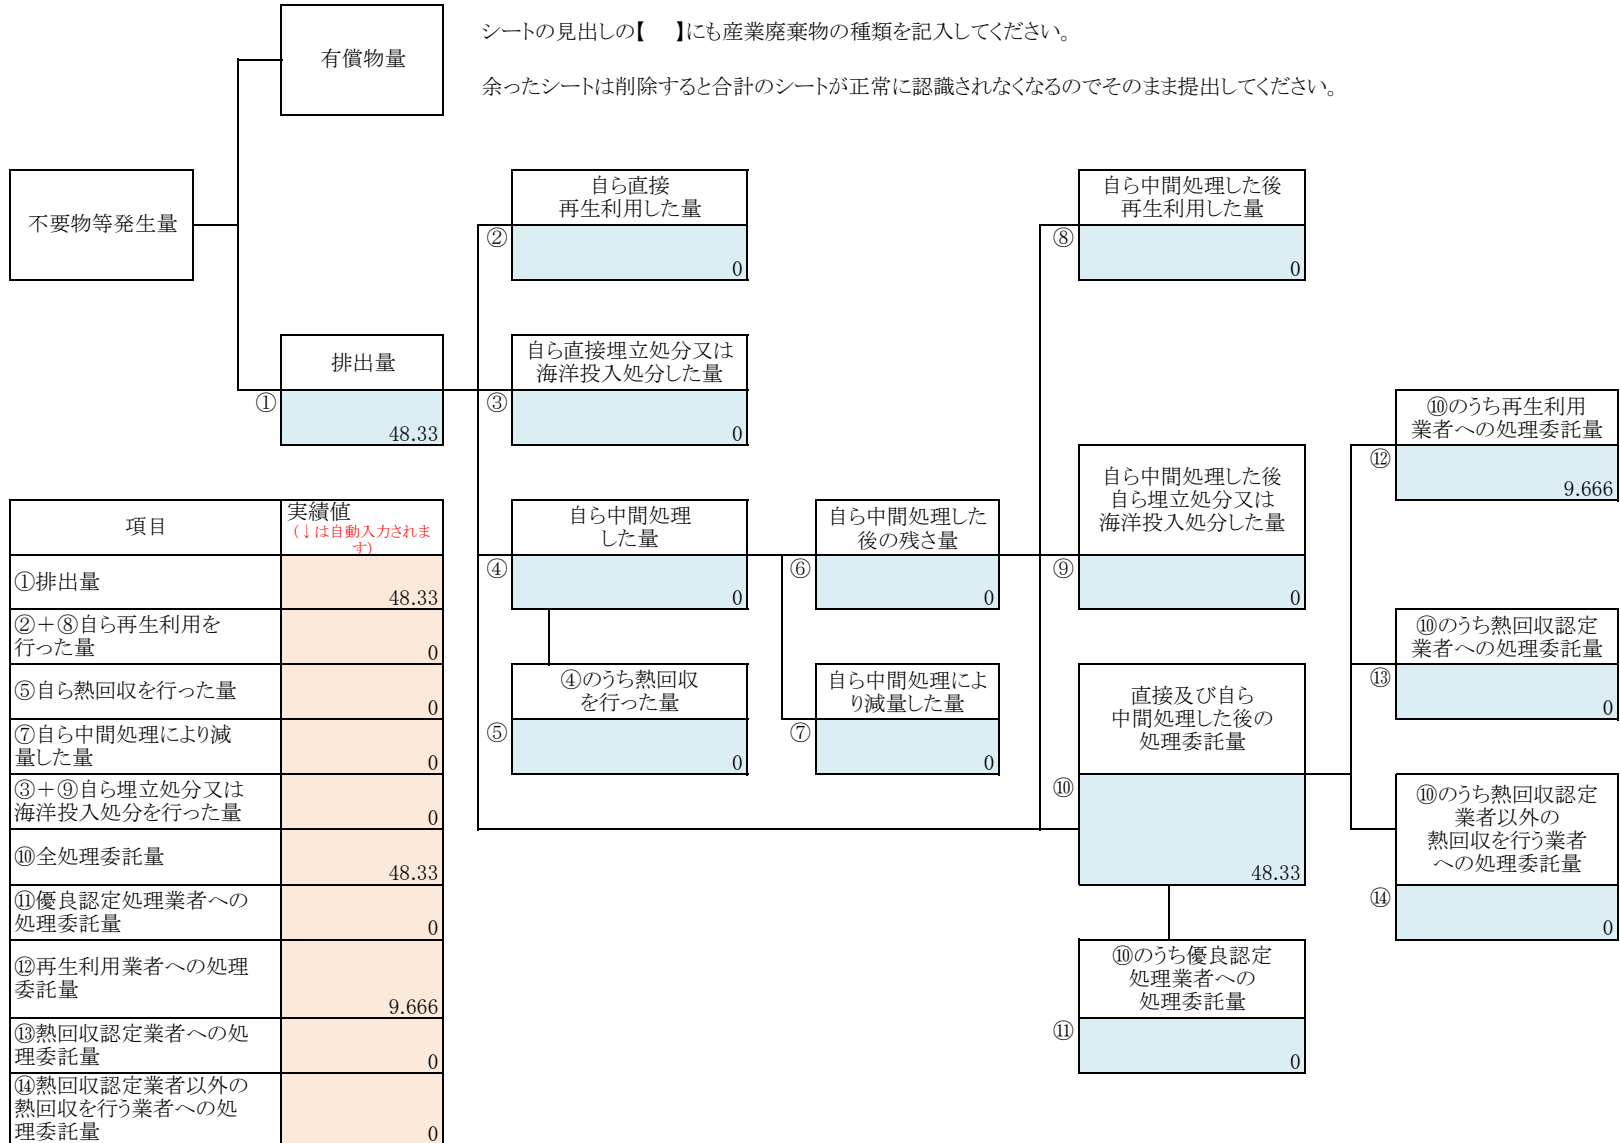 有償物量
シートの見出しの【　】にも産業廃棄物の種類を記入してください。
余ったシートは削除すると合計のシートが正常に認識されなくなるのでそのまま提出してください。
不要物等発生量
自ら直接
再生利用した量
②
0
自ら中間処理した後
再生利用した量
⑧
0
排出量
①
48.33
自ら直接埋立処分又は
海洋投入処分した量
③
0
⑩のうち再生利用
業者への処理委託量
⑫
9.666
自ら中間処理
した量
④
0
自ら中間処理した
後の残さ量
⑥
0
自ら中間処理した後
自ら埋立処分又は
海洋投入処分した量
⑨
0
⑩のうち熱回収認定
業者への処理委託量
⑬
0
④のうち熱回収
を行った量
⑤
0
自ら中間処理によ
り減量した量
⑦
0
直接及び自ら
中間処理した後の
処理委託量
⑩
48.33
⑩のうち熱回収認定
業者以外の
熱回収を行う業者
への処理委託量
⑭
0
⑩のうち優良認定
処理業者への
処理委託量
⑪
0
項目
実績値
(↓は自動入力されま
す)
①排出量
48.33
②＋⑧自ら再生利用を
行った量
0
⑤自ら熱回収を行った量
0
⑦自ら中間処理により減
量した量
0
③＋⑨自ら埋立処分又は
海洋投入処分を行った量
0
⑩全処理委託量
48.33
⑪優良認定処理業者への
処理委託量
0
⑫再生利用業者への処理
委託量
9.666
⑬熱回収認定業者への処
理委託量
0
⑭熱回収認定業者以外の
熱回収を行う業者への処
理委託量
0